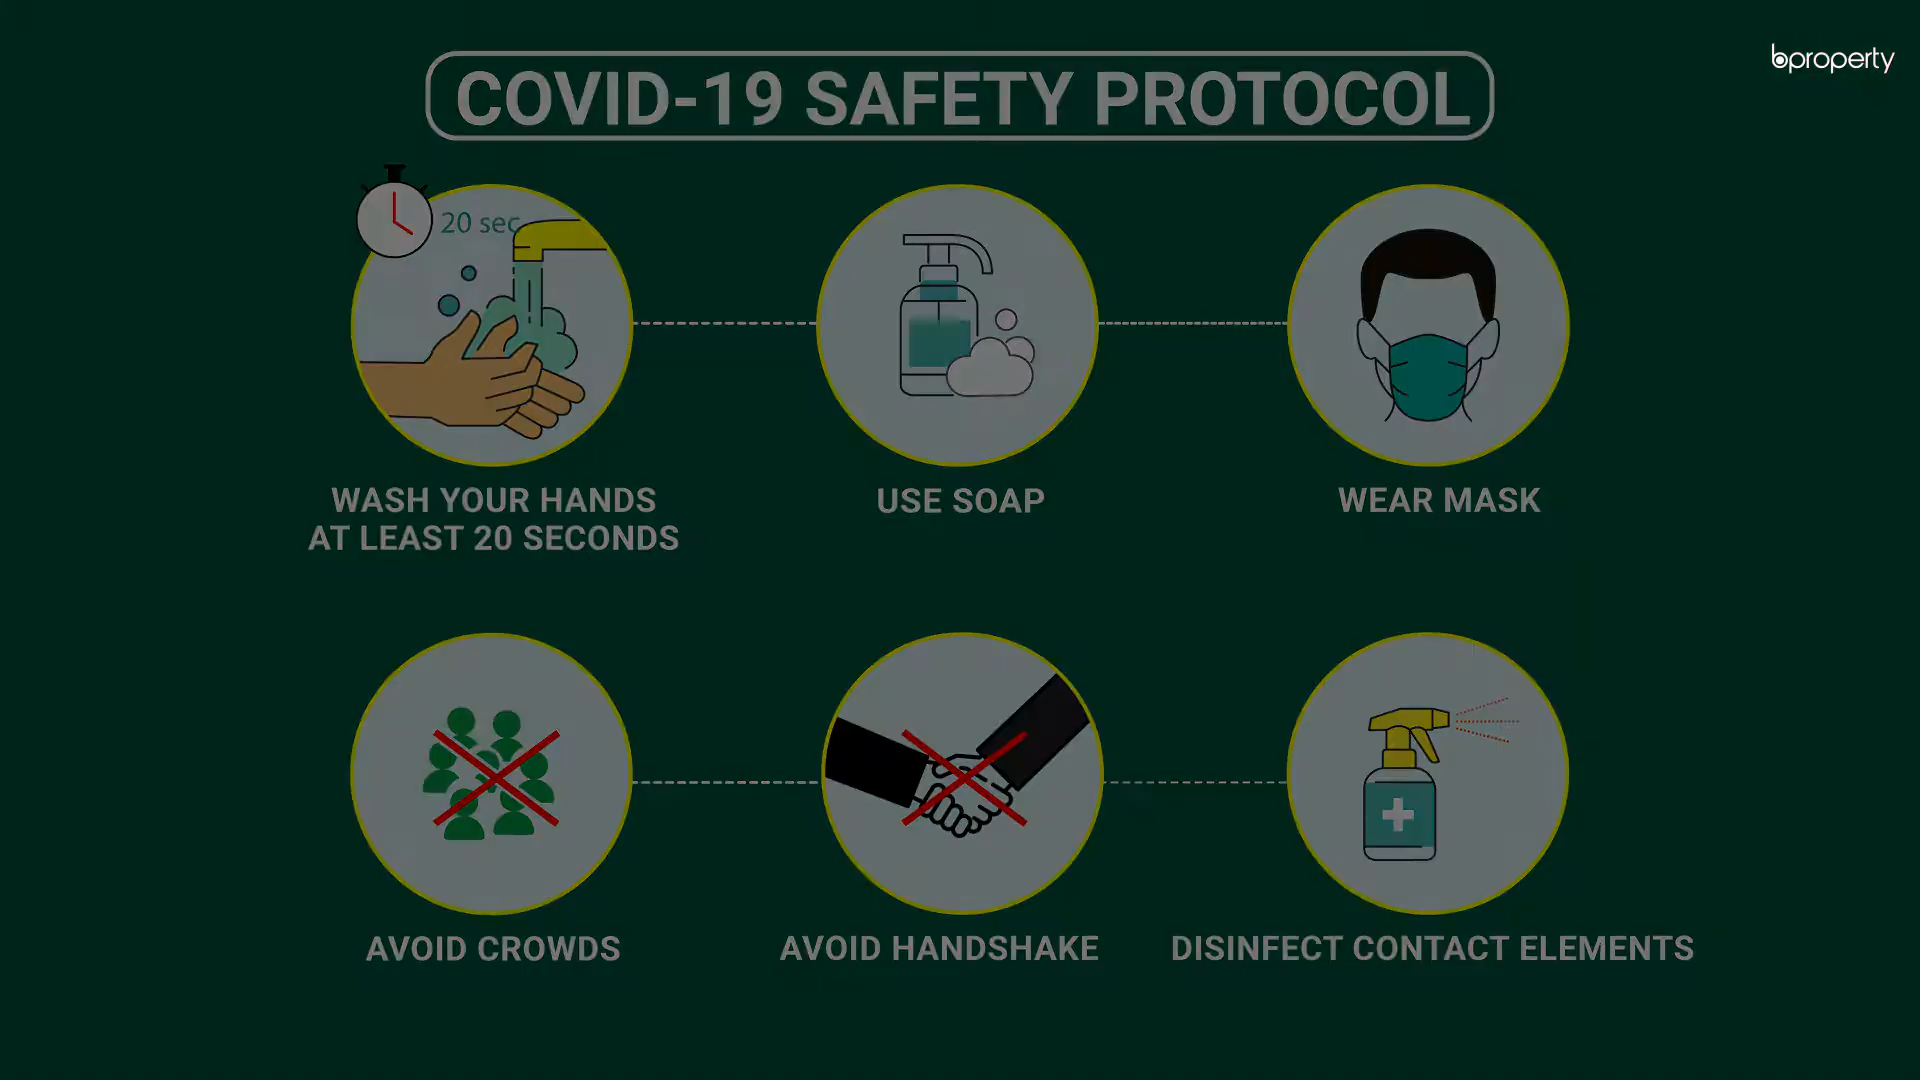 bproperty
COVID-19 SAFETY PROTOCOL
20 sec
WASH YOUR HANDS
AT LEAST 20 SECONDS
USE SOAP
WEAR MASK
AVOID CROWDS
AVOID HANDSHAKE
DISINFECT CONTACT ELEMENTS